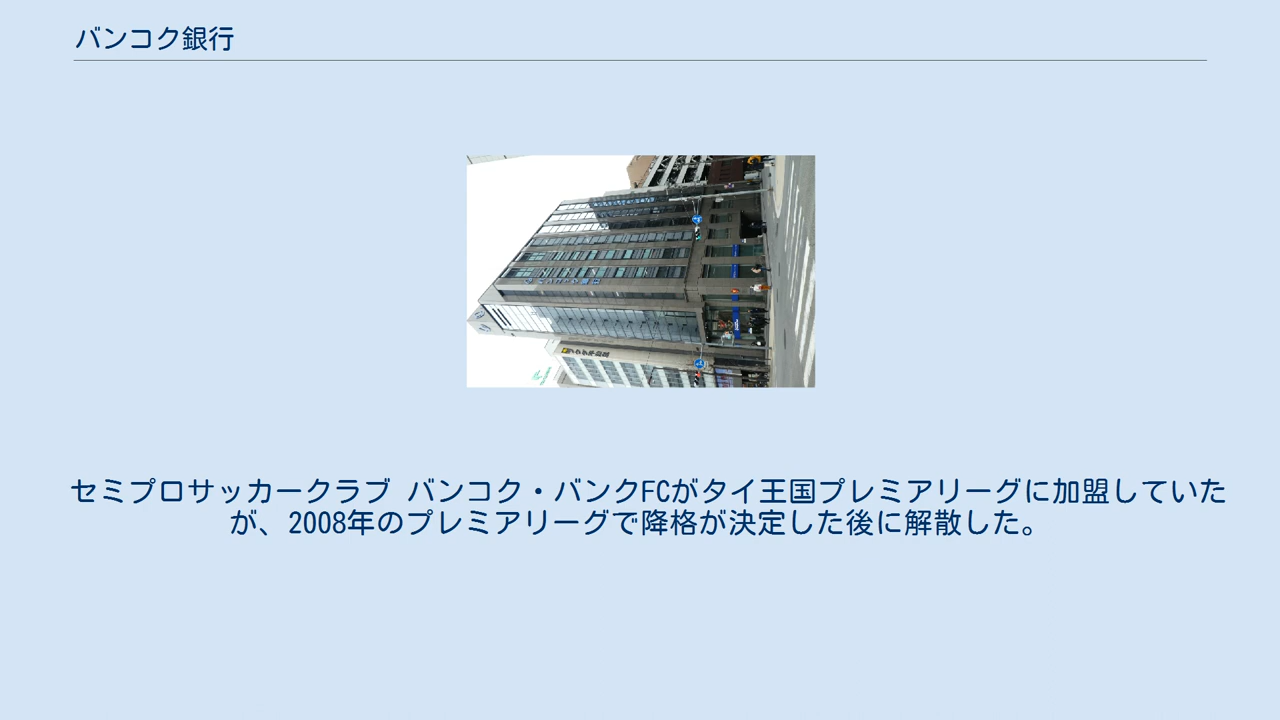 バンコク銀行
セミプロサッカークラブ バンコク・バンクFCがタイ王国プレミアリーグに加盟していた
が、2008年のプレミアリーグで降格が決定した後に解散した。